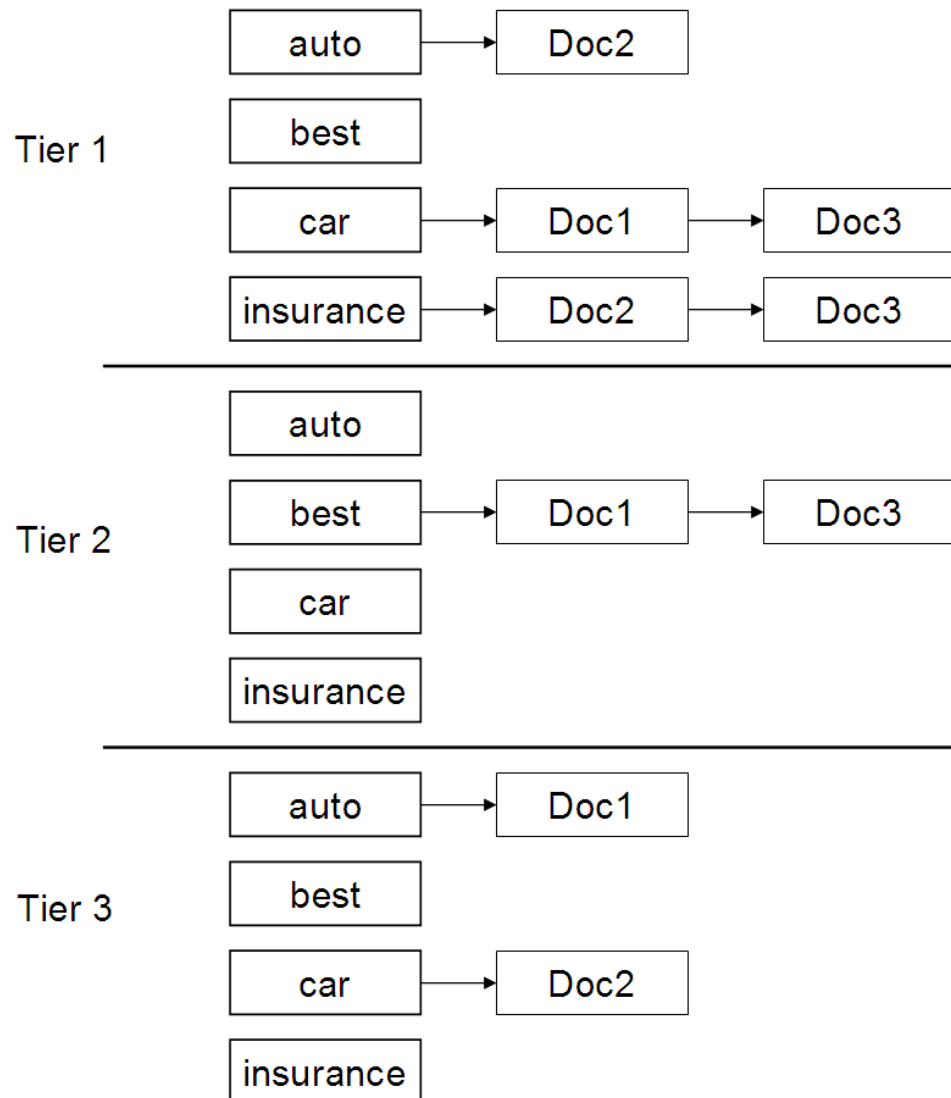 auto Doc2
Tier 1
best
car Doc1 Doc3
insurance Doc2 Doc3
auto
Tier 2
best Doc1 Doc3
car
insurance
auto Doc1
Tier 3
best
car Doc2
insurance